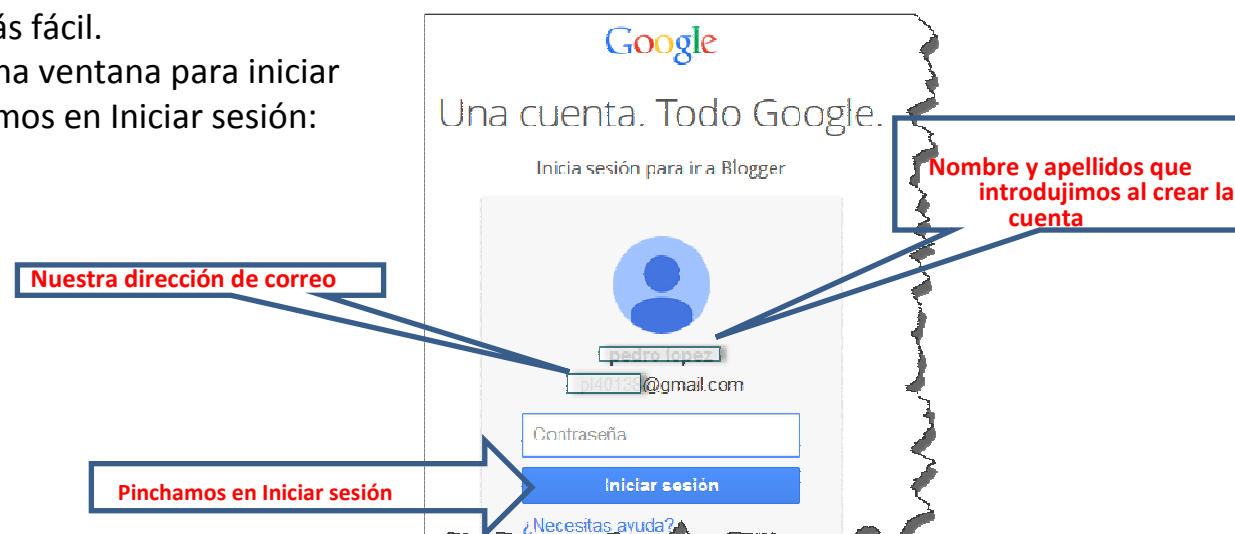 ás fácil.
na ventana para iniciar
mos en Iniciar sesión:
Google
Una cuenta. Todo Google.
Inicia sesión para ir a Blogger
Nombre y apellidos que
introdujimos al crear la
cuenta
Nuestra dirección de correo
pedro lopez
pl40138@gmail.com
Contraseña
Pinchamos en Iniciar sesión
Iniciar sesión
¿Necesitas ayuda?